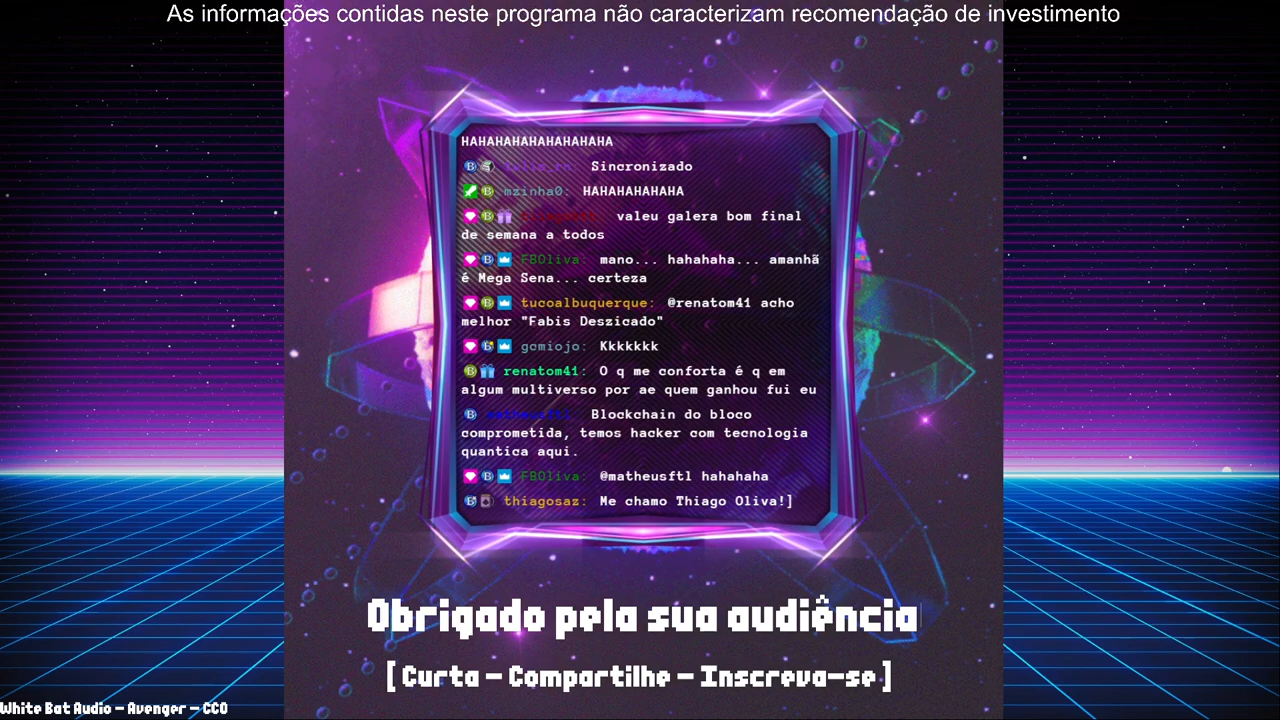 As informações contidas neste programa não caracterizam recomendação de investimento
HAHAHAHAHAHAHAHAHA
Sincronizado
mzinha0: HAHAHAHAHAHA
valeu galera bom final
de semana a todos
FBOliva: mano... hahahaha... amanhã
é Mega Sena... certeza
tucoalbuquerque: @renatom41 acho
melhor "Fabis Deszicado"
gcmiojo: Kkkkkkk
renatom41: O q me conforta é q em
algum multiverso por ae quem ganhou fui eu
matheusftl: Blockchain do bloco
comprometida, temos hacker com tecnologia
quantica aqui.
FBOliva: @matheusftl hahahaha
thiagosaz: Me chamo Thiago Oliva!]
Obrigado pela sua audiência
[ Curta - Compartilhe - Inscreva-se ]
White Bat Audio - Avenger - CC0